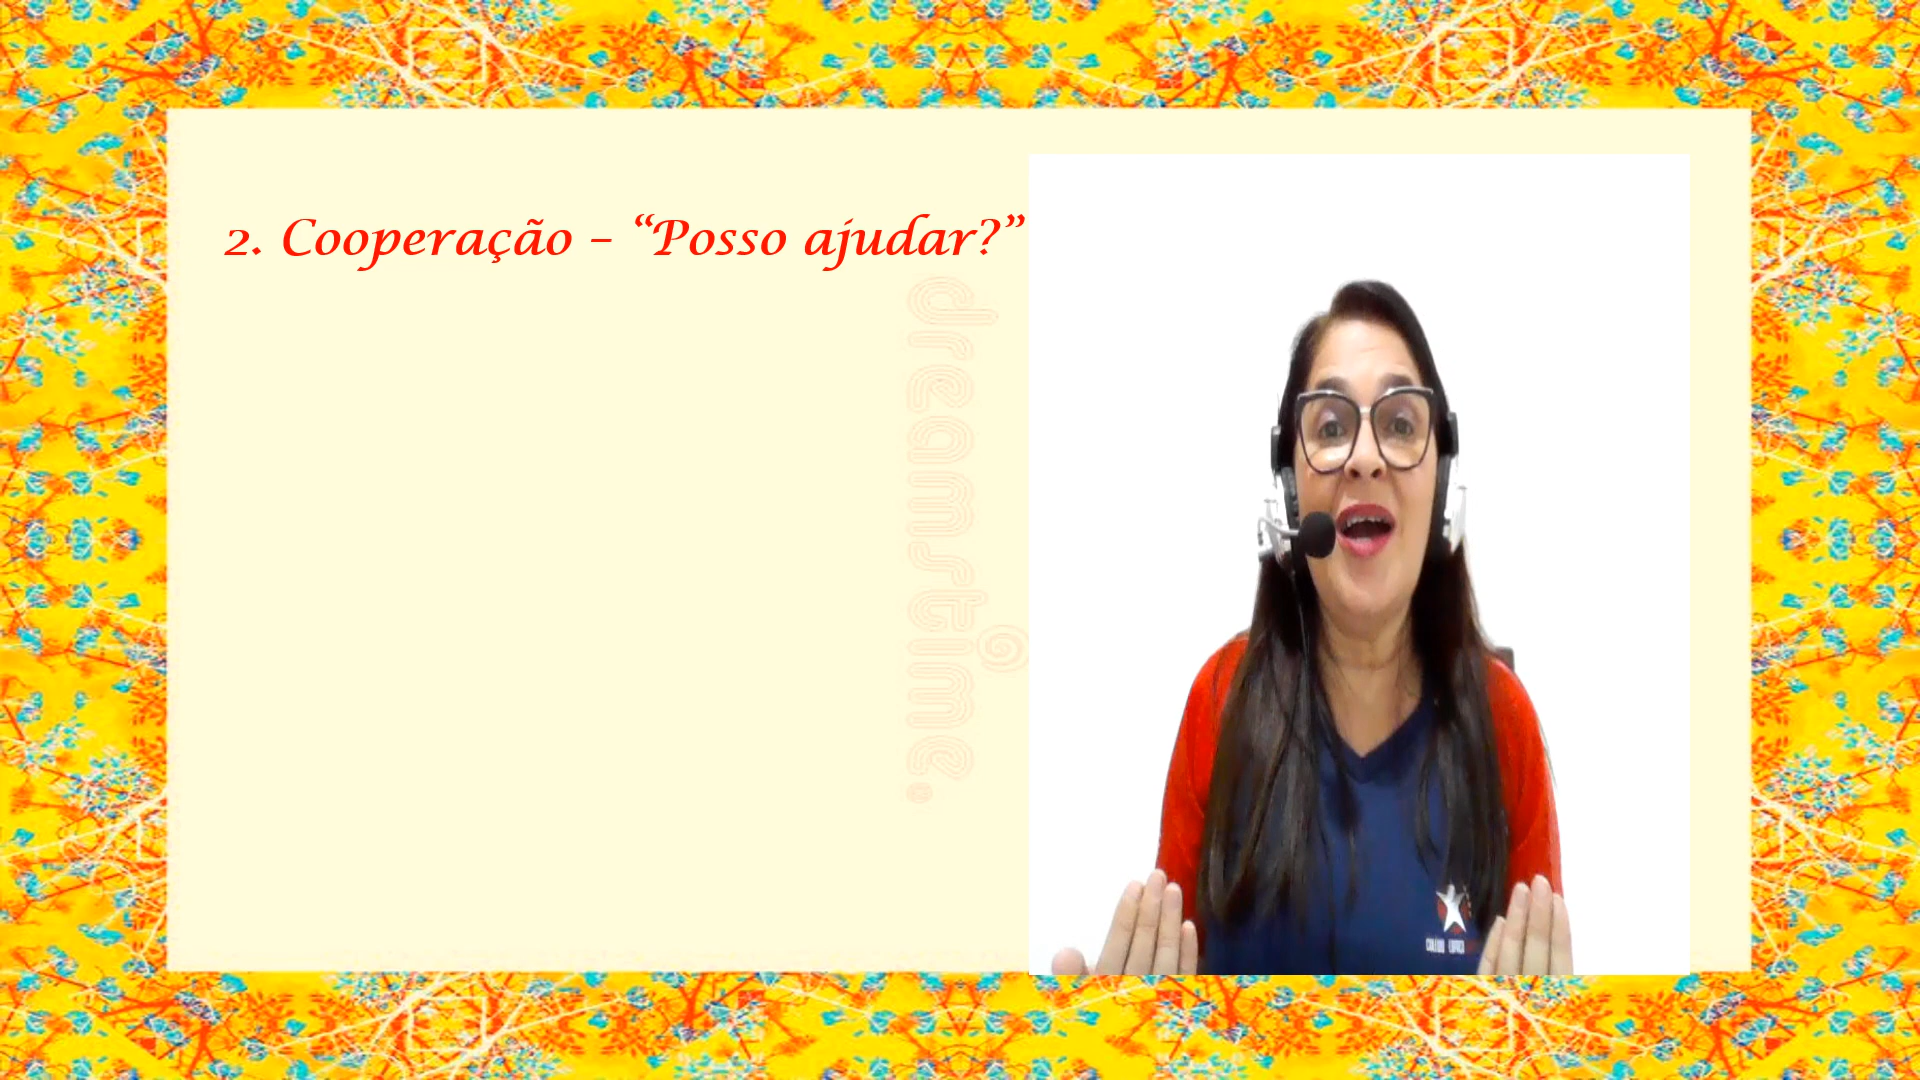 2. Cooperação – “Posso ajudar?”
dreamstime.